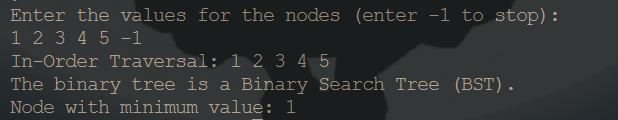 Enter the values for the nodes (enter -1 to stop):
1 2 3 4 5 -1
In-Order Traversal: 1 2 3 4 5
The binary tree is a Binary Search Tree (BST).
Node with minimum value: 1